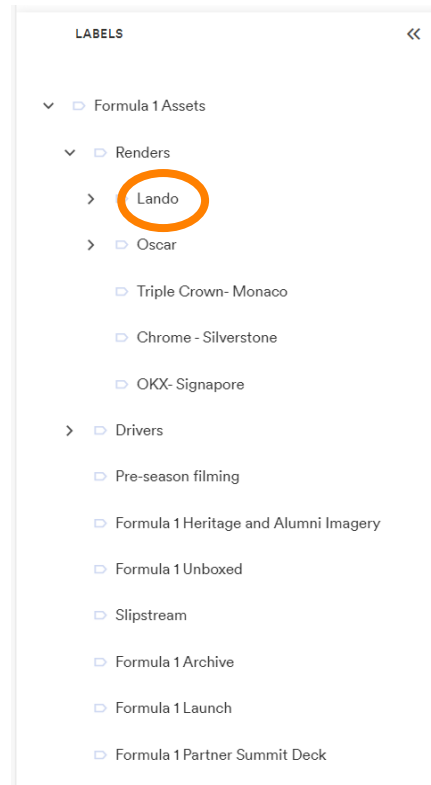 LABELS
Formula 1 Assets
Renders
Lando
Oscar
Triple Crown- Monaco
Chrome - Silverstone
OKX- Signapore
Drivers
Pre-season filming
Formula 1 Heritage and Alumni Imagery
Formula 1 Unboxed
Slipstream
Formula 1 Archive
Formula 1 Launch
Formula 1 Partner Summit Deck